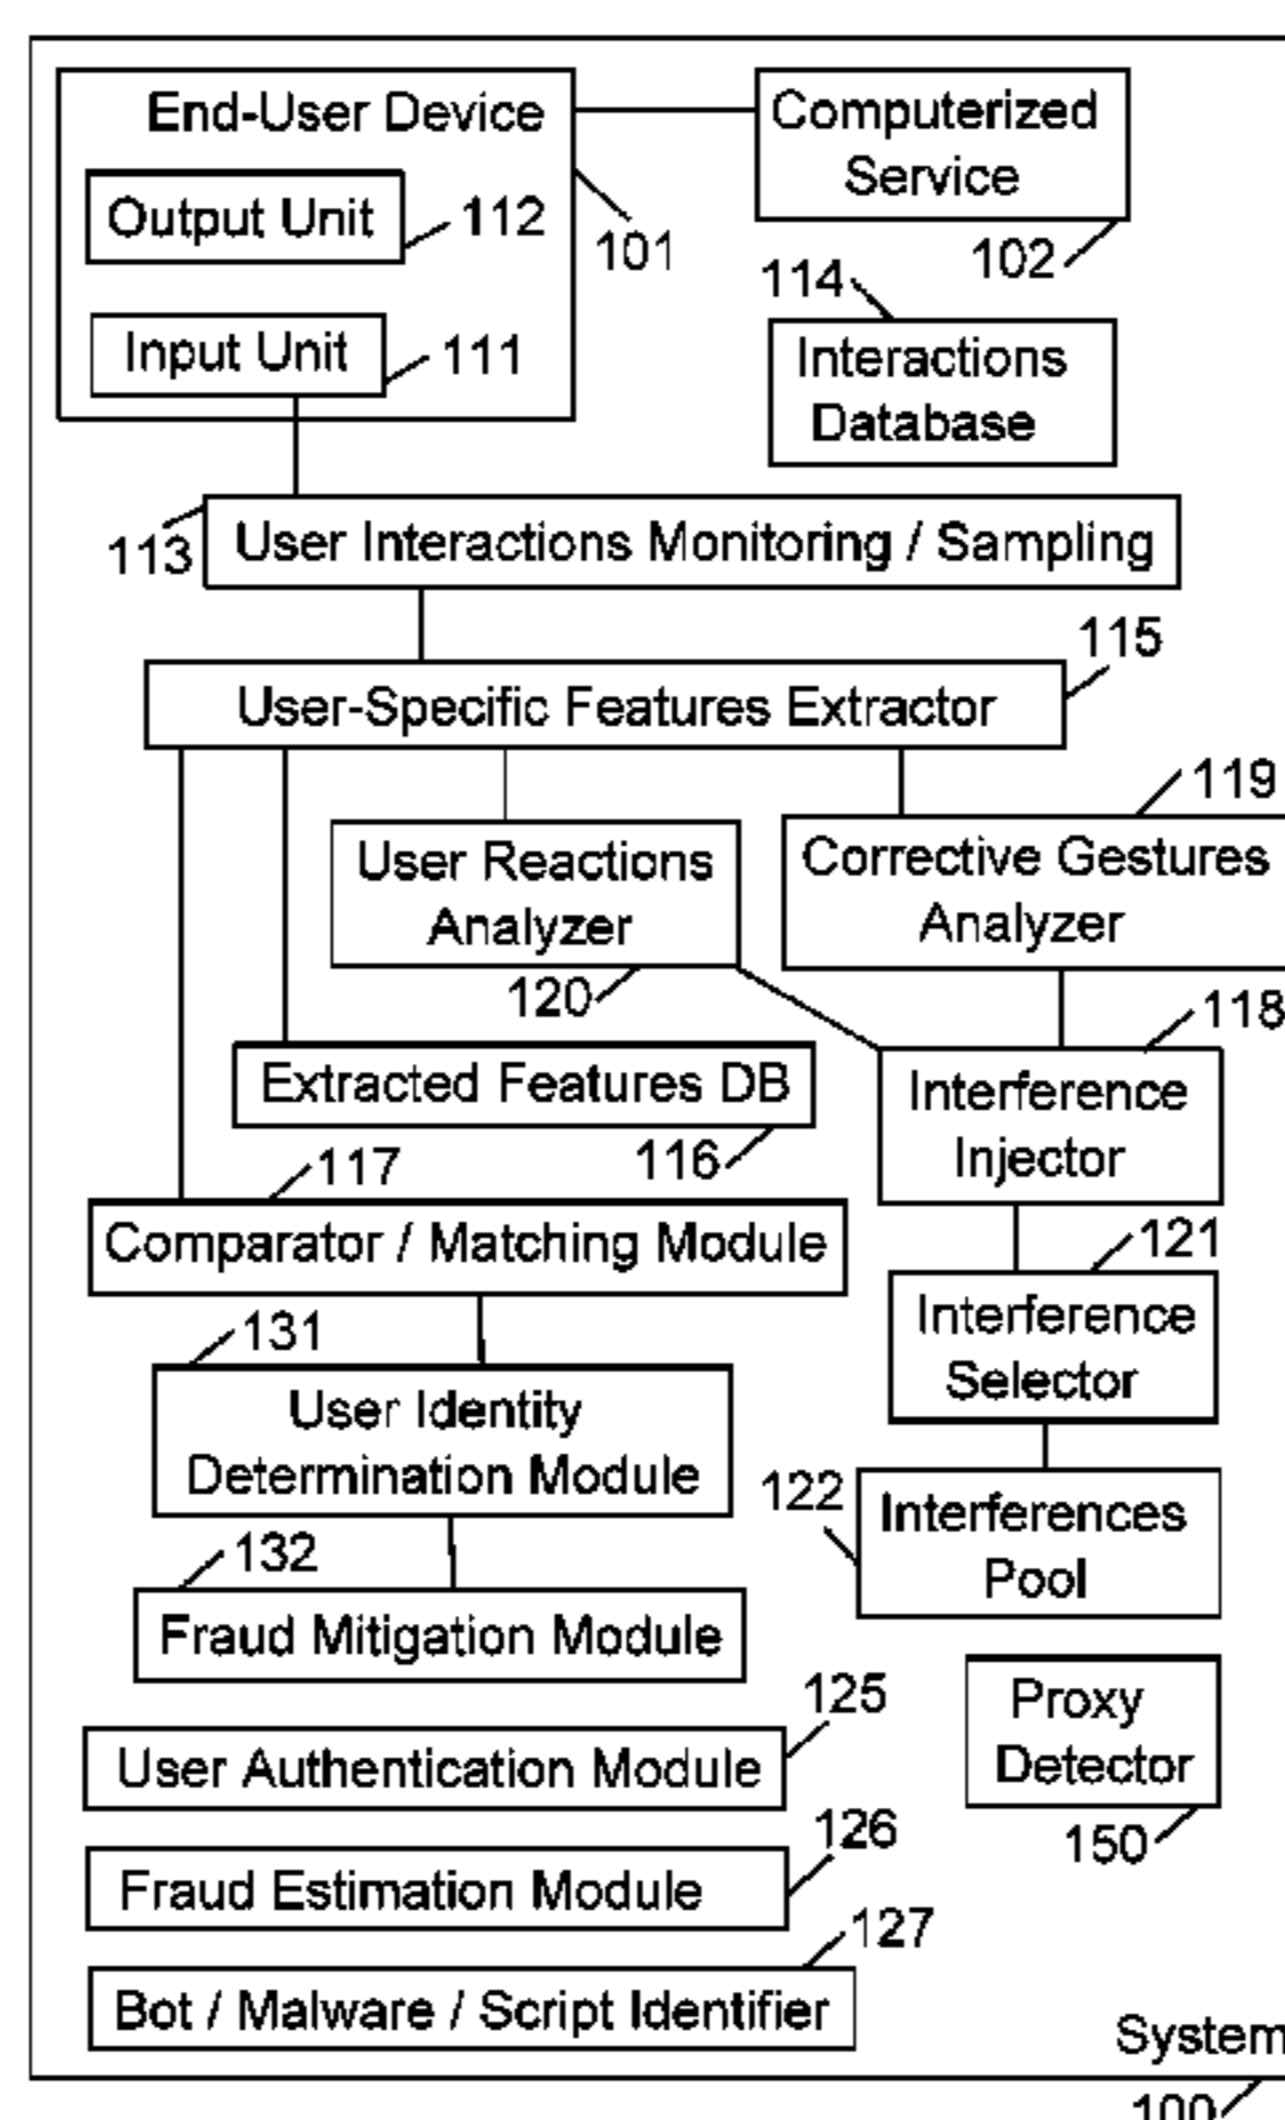 End-User Device
Computerized
Service
Output Unit
112
101
102
114
Input Unit
111
Interactions
Database
113
User Interactions Monitoring / Sampling
115
User-Specific Features Extractor
119
User Reactions
Analyzer
Corrective Gestures
Analyzer
120
118
Extracted Features DB
Interference
Injector
116
117
Comparator / Matching Module
121
131
Interference
Selector
User Identity
Determination Module
122
Interferences
Pool
132
Fraud Mitigation Module
125
Proxy
Detector
User Authentication Module
150
126
Fraud Estimation Module
127
Bot / Malware / Script Identifier
System
100